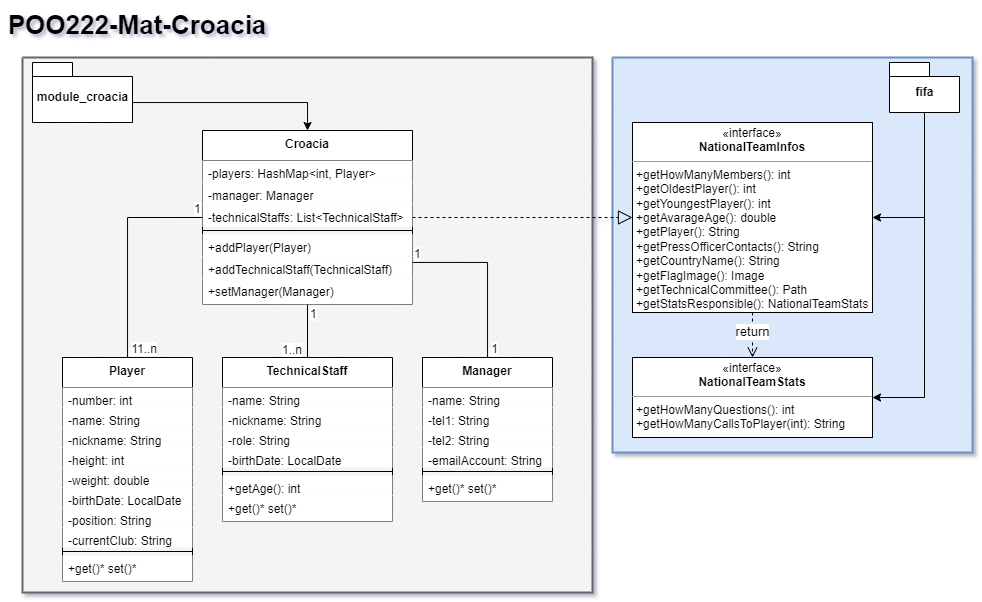 POO222-Mat-Croacia
module_croacia
Croacia
-players: HashMap<int, Player>
-manager: Manager
-technicalStaffs: List<TechnicalStaff>
+addPlayer(Player)
+addTechnicalStaff(TechnicalStaff)
+setManager(Manager)
1
1
1
11..n
1..n
1
Player
-number: int
-name: String
-nickname: String
-height: int
-weight: double
-birthDate: LocalDate
-position: String
-currentClub: String
+get()* set()*
TechnicalStaff
-name: String
-nickname: String
-role: String
-birthDate: LocalDate
+getAge(): int
+get()* set()*
Manager
-name: String
-tel1: String
-tel2: String
-emailAccount: String
+get()* set()*
fifa
«interface»
NationalTeamInfos
+getHowManyMembers(): int
+getOldestPlayer(): int
+getYoungestPlayer(): int
+getAvarageAge(): double
+getPlayer(): String
+getPressOfficerContacts(): String
+getCountryName(): String
+getFlagImage(): Image
+getTechnicalCommittee(): Path
+getStatsResponsible(): NationalTeamStats
return
«interface»
NationalTeamStats
+getHowManyQuestions(): int
+getHowManyCallsToPlayer(int): String